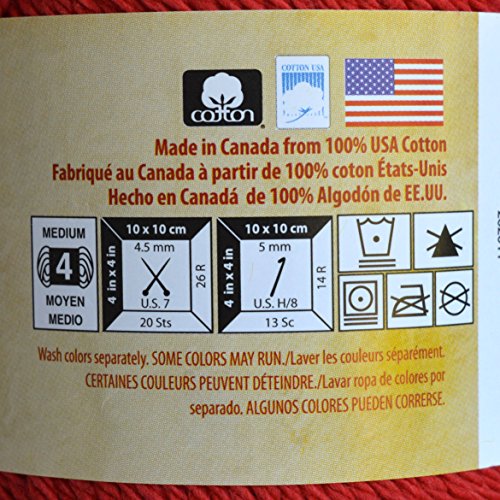 cotton
COTTON USA
Made in Canada from 100% USA Cotton
Fabriqué au Canada à partir de 100% coton États-Unis
Hecho en Canadá de 100% Algodón de EE.UU.
MEDIUM
4
MOYEN
MEDIO
10 x 10 cm
4 in x 4 in
4.5 mm
U.S. 7
26 R
20 Sts
10 x 10 cm
4 in x 4 in
5 mm
U.S. H/8
14 R
13 Sc
Wash colors separately. SOME COLORS MAY RUN./Laver les couleurs séparément.
CERTAINES COULEURS PEUVENT DÉTEINDRE./Lavar ropa de colores por
separado. ALGUNOS COLORES PUEDEN CORRERSE.